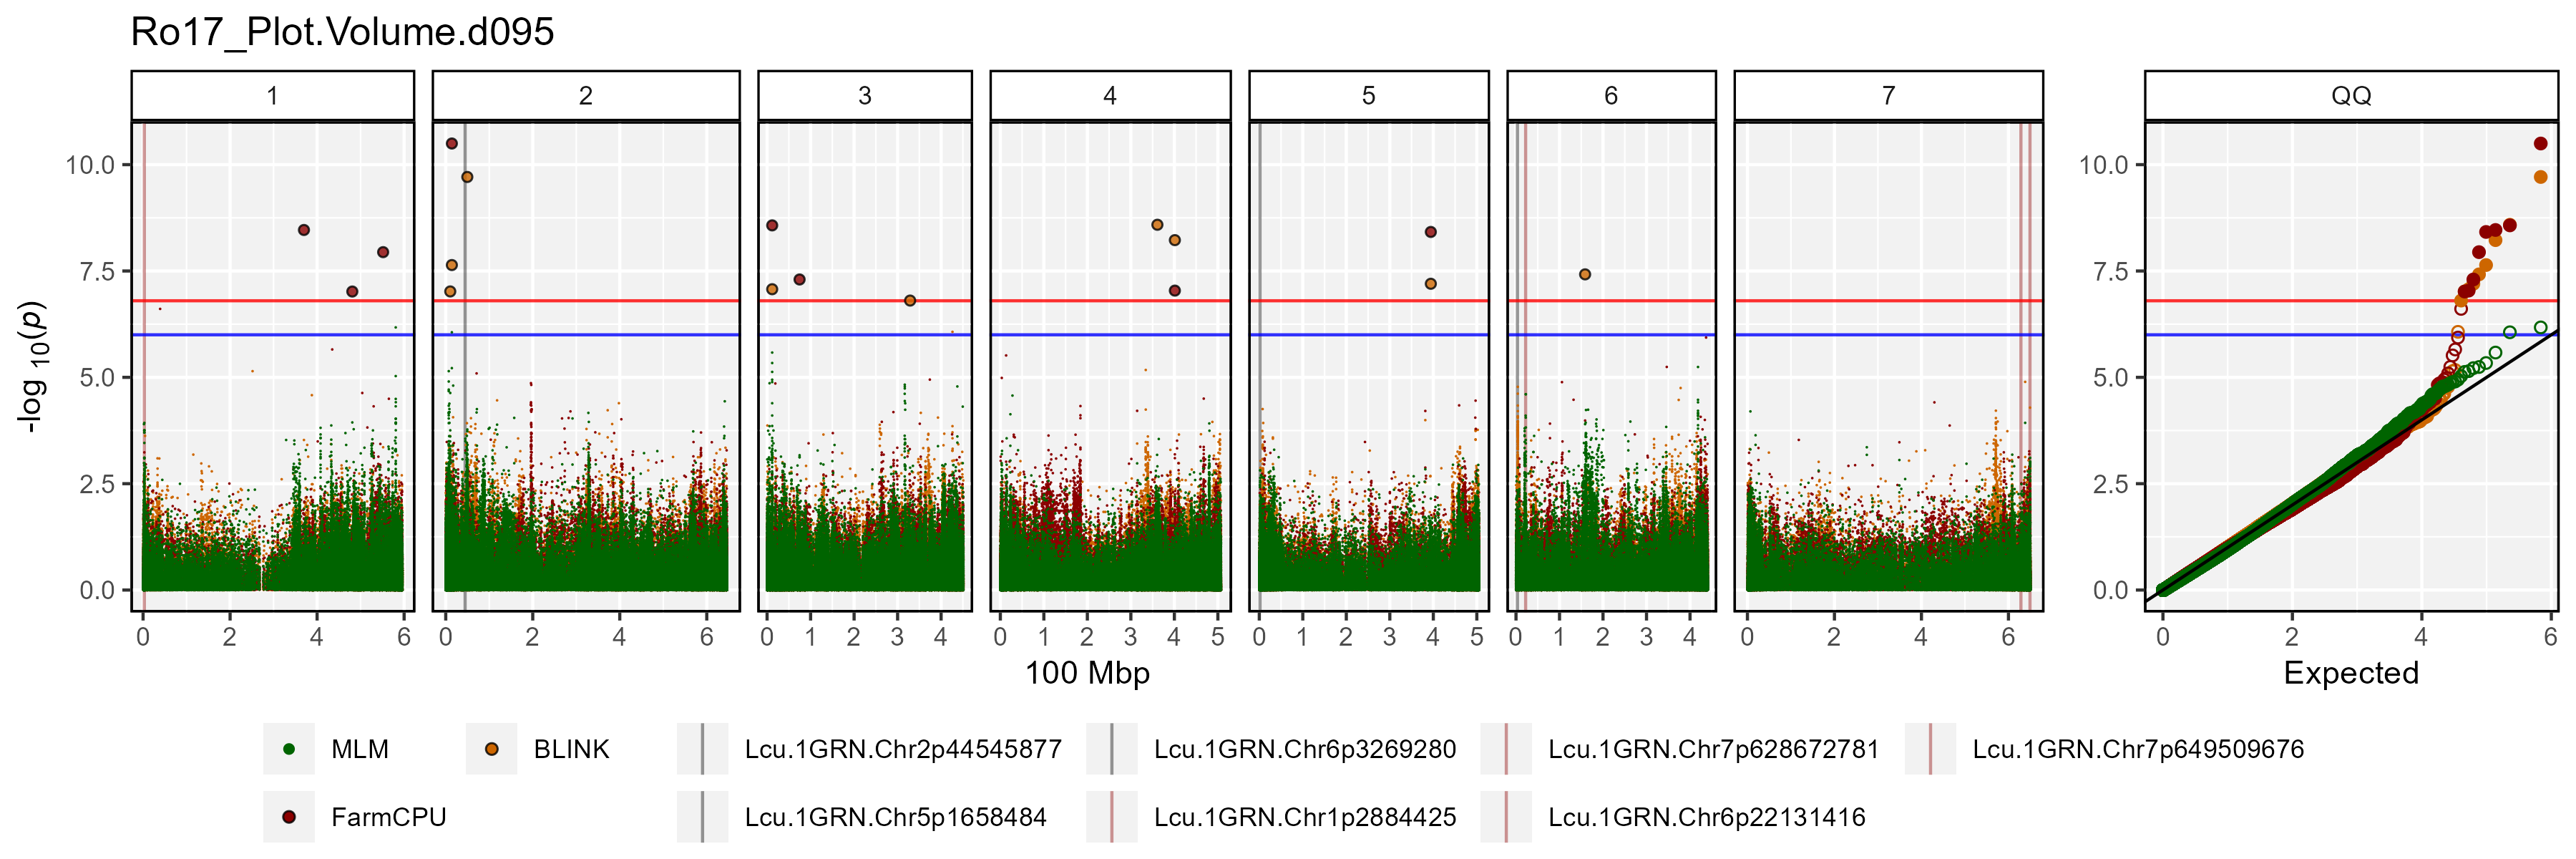 Ro17_Plot.Volume.d095
1 2 3 4 5 6 7 QQ
-log 10(p)
10.0 7.5 5.0 2.5 0.0
10.0 7.5 5.0 2.5 0.0
0 2 4 6 0 2 4 6 0 1 2 3 4 0 1 2 3 4 5 0 1 2 3 4 5 0 1 2 3 4 0 2 4 6 0 2 4 6
100 Mbp Expected
MLM BLINK Lcu.1GRN.Chr2p44545877 Lcu.1GRN.Chr6p3269280 Lcu.1GRN.Chr7p628672781 Lcu.1GRN.Chr7p649509676
FarmCPU Lcu.1GRN.Chr5p1658484 Lcu.1GRN.Chr1p2884425 Lcu.1GRN.Chr6p22131416